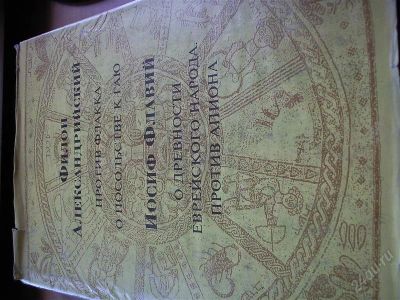 Филон
Александрийский
Против Флакка
О посольстве к Гаю
Иосиф Флавий
О древности
еврейского народа
Против Апиона